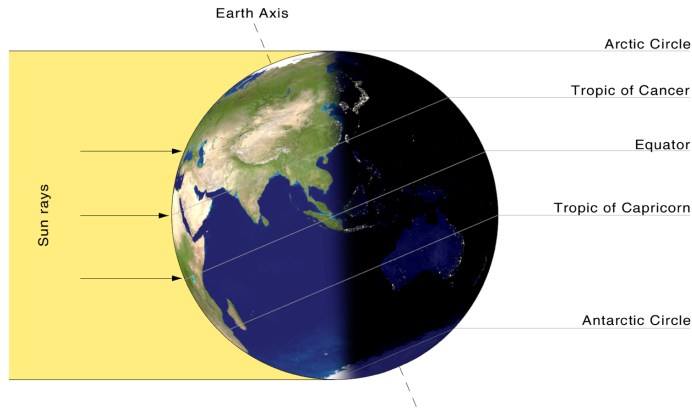 Earth Axis
Arctic Circle
Tropic of Cancer
Equator
Tropic of Capricorn
Antarctic Circle
Sun rays